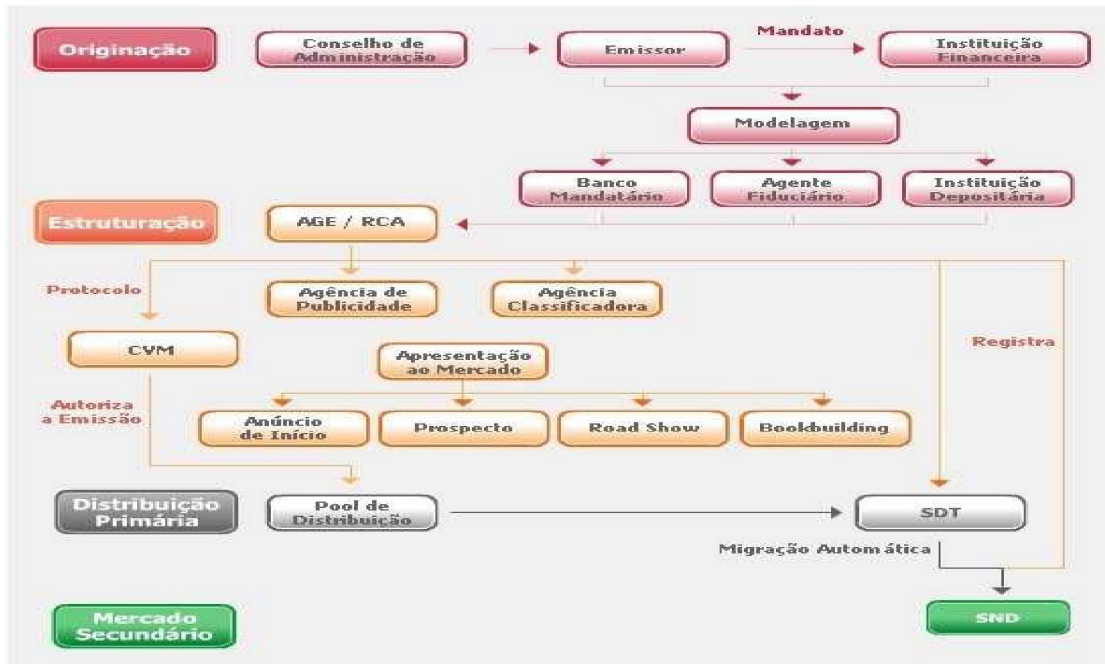 Originação
Conselho de
Administração
Emissor
Mandato
Instituição
Financeira
Modelagem
Banco
Mandatário
Agente
Fiduciário
Instituição
Depositária
Estruturação
AGE / RCA
Protocolo
Agência de
Publicidade
Agência
Classificadora
CVM
Registra
Apresentação
ao Mercado
Autoriza
a Emissão
Anúncio
de Início
Prospecto
Road Show
Bookbuilding
Distribuição
Primária
Pool de
Distribuição
SDT
Migração Automática
Mercado
Secundário
SND